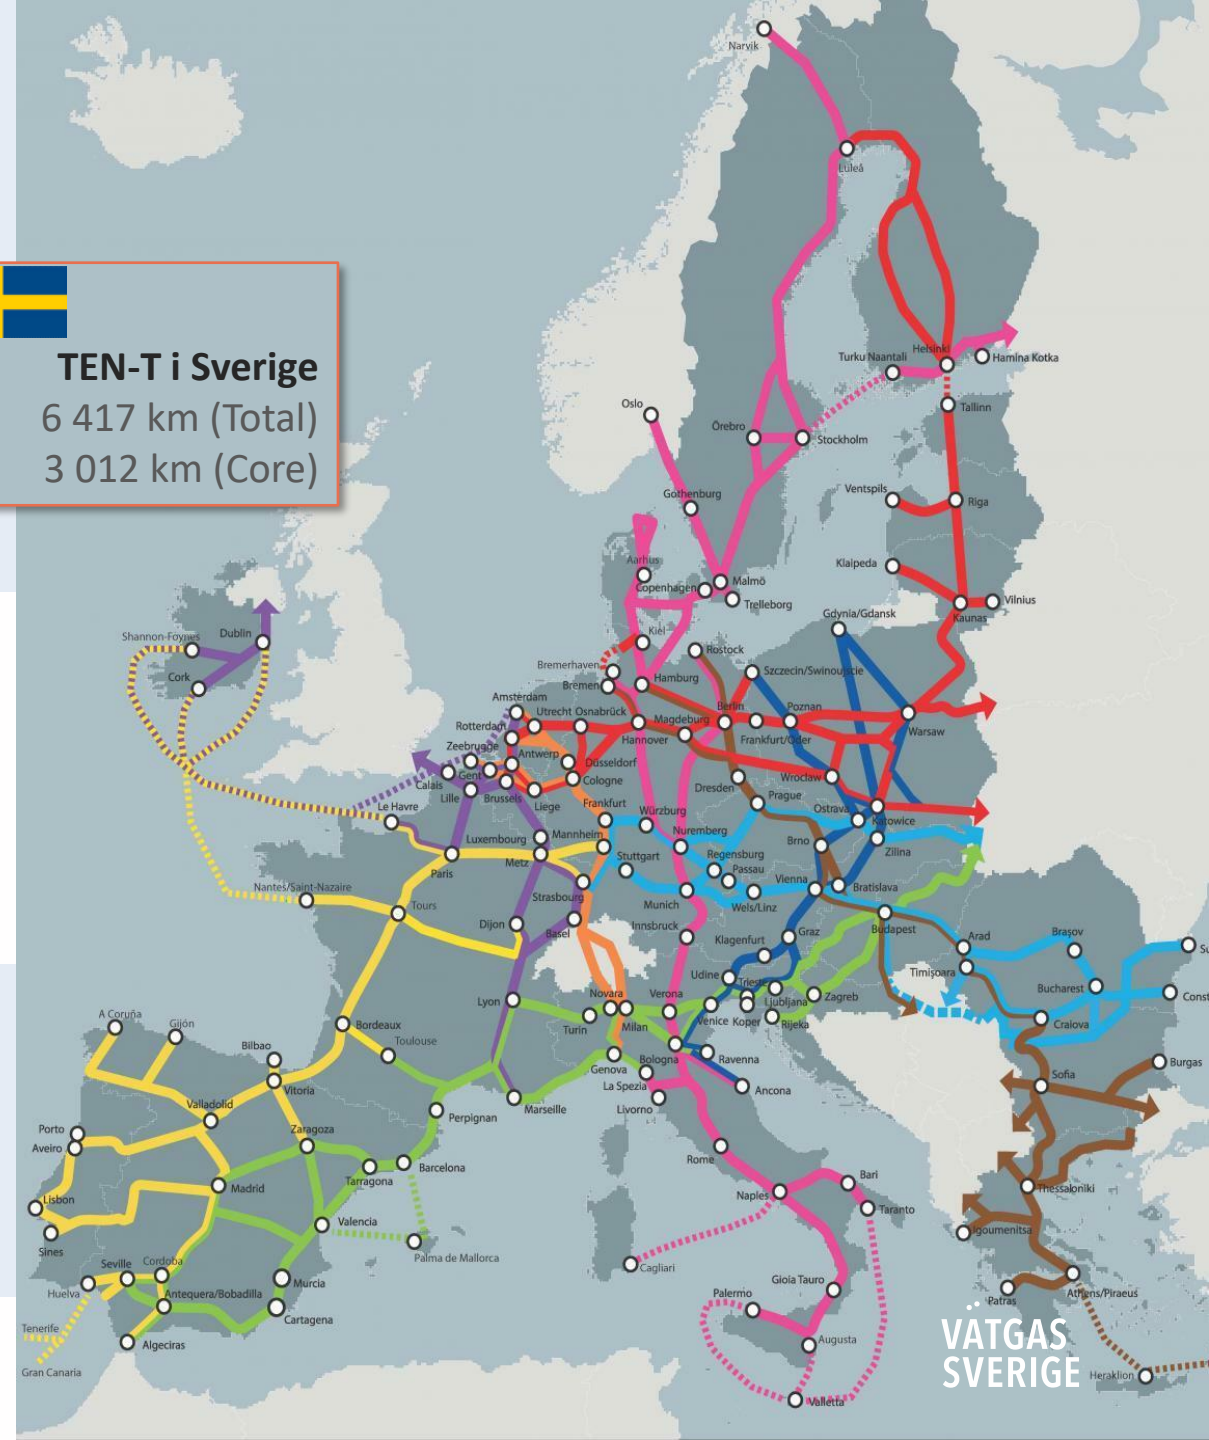 Narvik
Luleå
TEN-T i Sverige
6 417 km (Total)
3 012 km (Core)
Helsinki
Turku Naantali
Hamina Kotka
Oslo
Tallinn
Örebro
Stockholm
Gothenburg
Ventspils
Riga
Aarhus
Klaipeda
Copenhagen
Malmö
Trelleborg
Vilnius
Kaunas
Gdynia/Gdansk
Shannon-Foynes
Dublin
Cork
Kiel
Rostock
Bremerhaven
Szczecin/Swinoujscie
Bremen
Hamburg
Amsterdam
Utrecht
Osnabrück
Berlin
Poznan
Rotterdam
Magdeburg
Warsaw
Hannover
Frankfurt/Oder
Zeebrugge
Antwerp
Düsseldorf
Gent
Cologne
Wrocław
Calais
Dresden
Lille
Brussels
Liege
Prague
Le Havre
Frankfurt
Würzburg
Ostrava
Katowice
Luxembourg
Mannheim
Nuremberg
Brno
Zilina
Metz
Stuttgart
Regensburg
Paris
Passau
Nantes/Saint-Nazaire
Strasbourg
Vienna
Bratislava
Tours
Munich
Wels/Linz
Dijon
Basel
Innsbruck
Budapest
Graz
Klagenfurt
Arad
Braşov
Su
Timişoara
Udine
Trieste
Lyon
Novara
Verona
Ljubljana
Zagreb
Bucharest
Const
A Coruña
Gijón
Bordeaux
Turin
Milan
Venice
Koper
Rijeka
Craiova
Bilbao
Toulouse
Genova
Bologna
Ravenna
Burgas
Vitoria
La Spezia
Ancona
Sofia
Valladolid
Marseille
Livorno
Perpignan
Porto
Zaragoza
Aveiro
Rome
Barcelona
Tarragona
Bari
Madrid
Naples
Thessaloniki
Lisbon
Valencia
Taranto
Sines
Palma de Mallorca
Igoumenitsa
Seville
Cordoba
Cagliari
Huelva
Murcia
Gioia Tauro
Antequera/Bobadilla
Palermo
Patras
Athens/Piraeus
Cartagena
Tenerife
Algeciras
Augusta
VÄTGAS
SVERIGE
Gran Canaria
Heraklion
Valletta